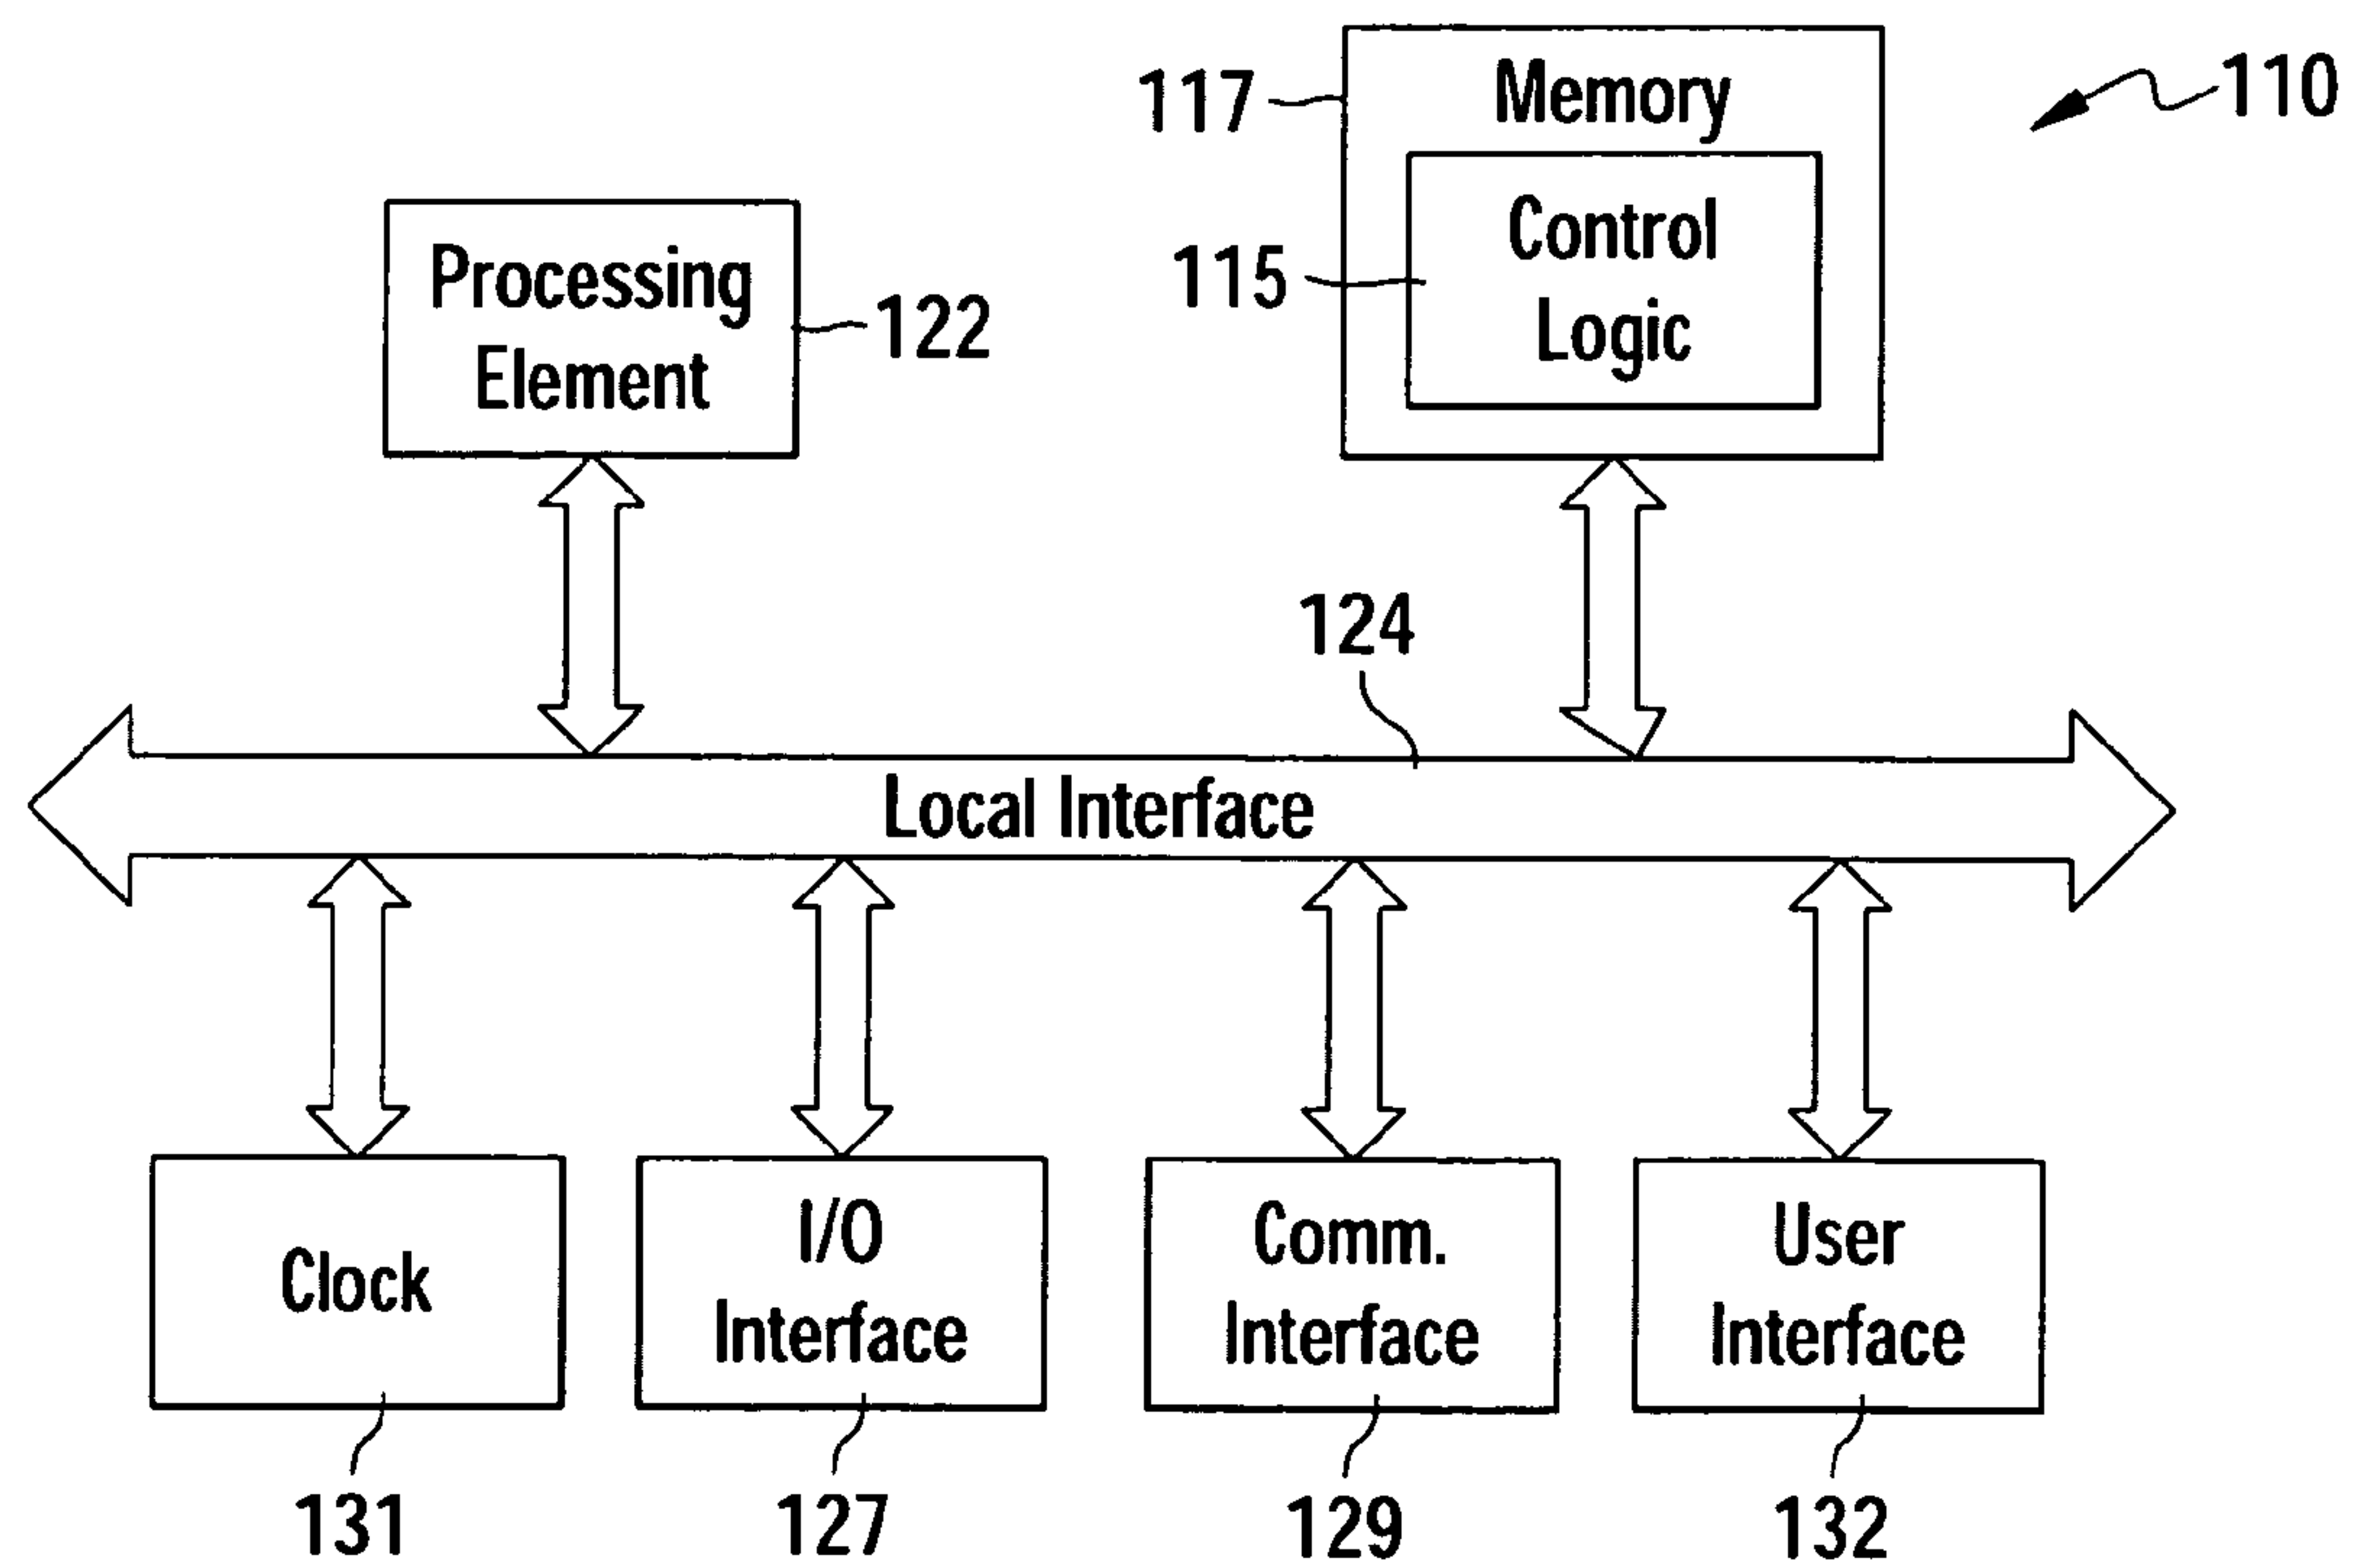 Memory
117
110
Control
Logic
115
Processing
Element
122
124
Local Interface
Clock
I/O
Interface
Comm.
Interface
User
Interface
131
127
129
132